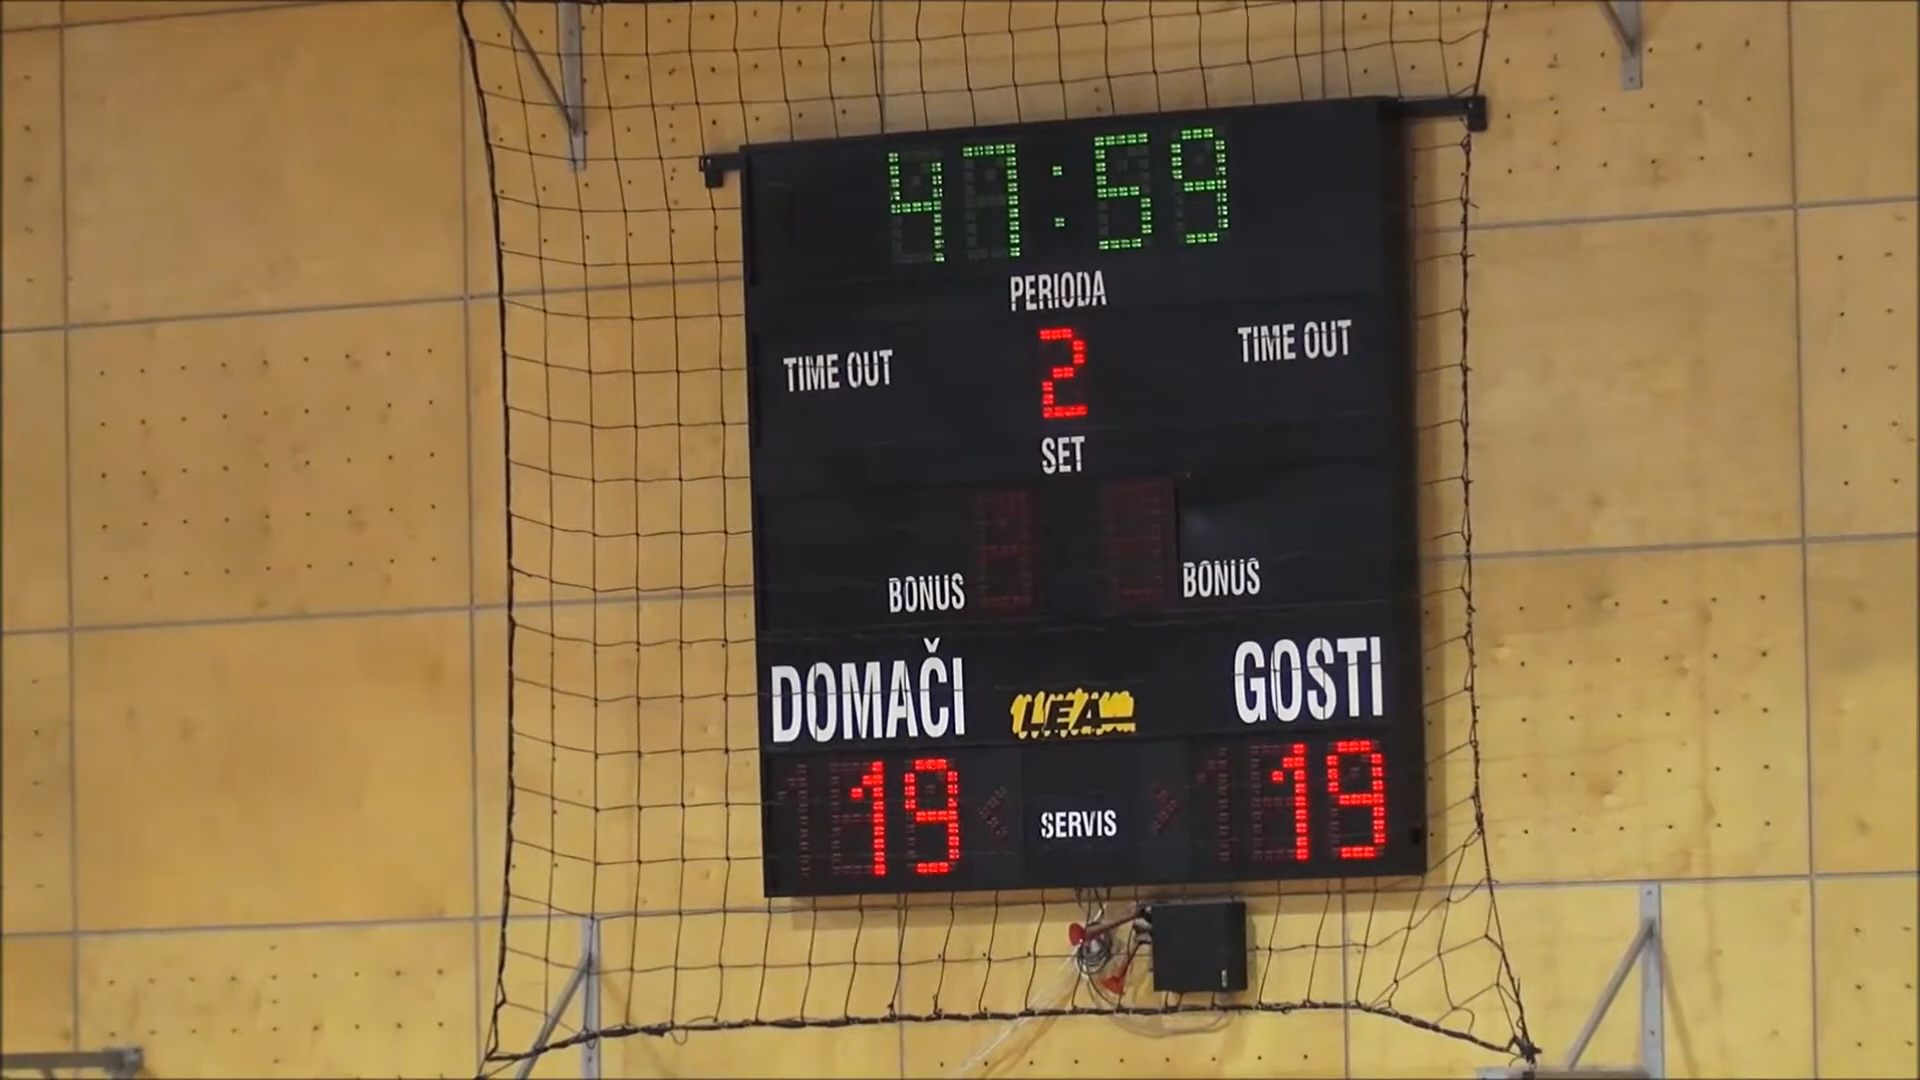 47:59
PERIODA
TIME OUT 2 TIME OUT
SET
BONUS BONUS
DOMAČI LEA GOSTI
19 SERVIS 19